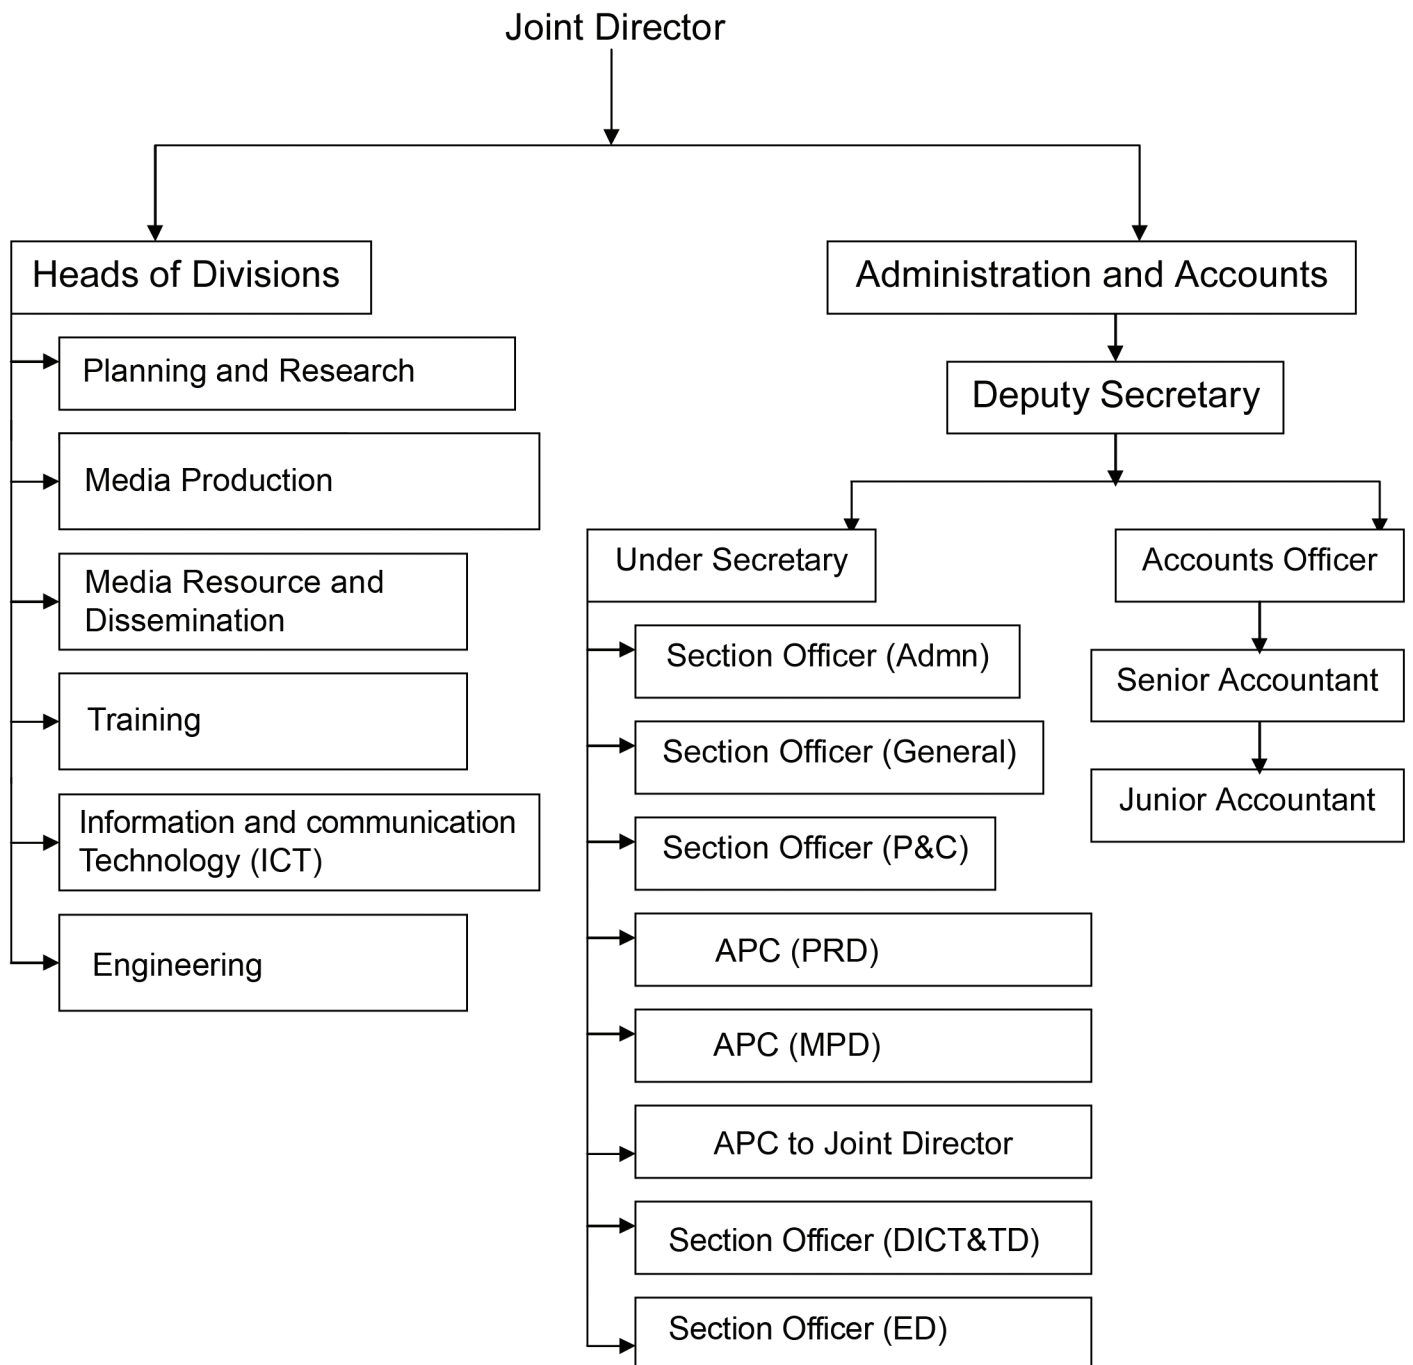 Joint Director
Heads of Divisions
Planning and Research
Media Production
Media Resource and
Dissemination
Training
Information and communication
Technology (ICT)
Engineering
Administration and Accounts
Deputy Secretary
Under Secretary
Section Officer (Admn)
Section Officer (General)
Section Officer (P&C)
APC (PRD)
APC (MPD)
APC to Joint Director
Section Officer (DICT&TD)
Section Officer (ED)
Accounts Officer
Senior Accountant
Junior Accountant